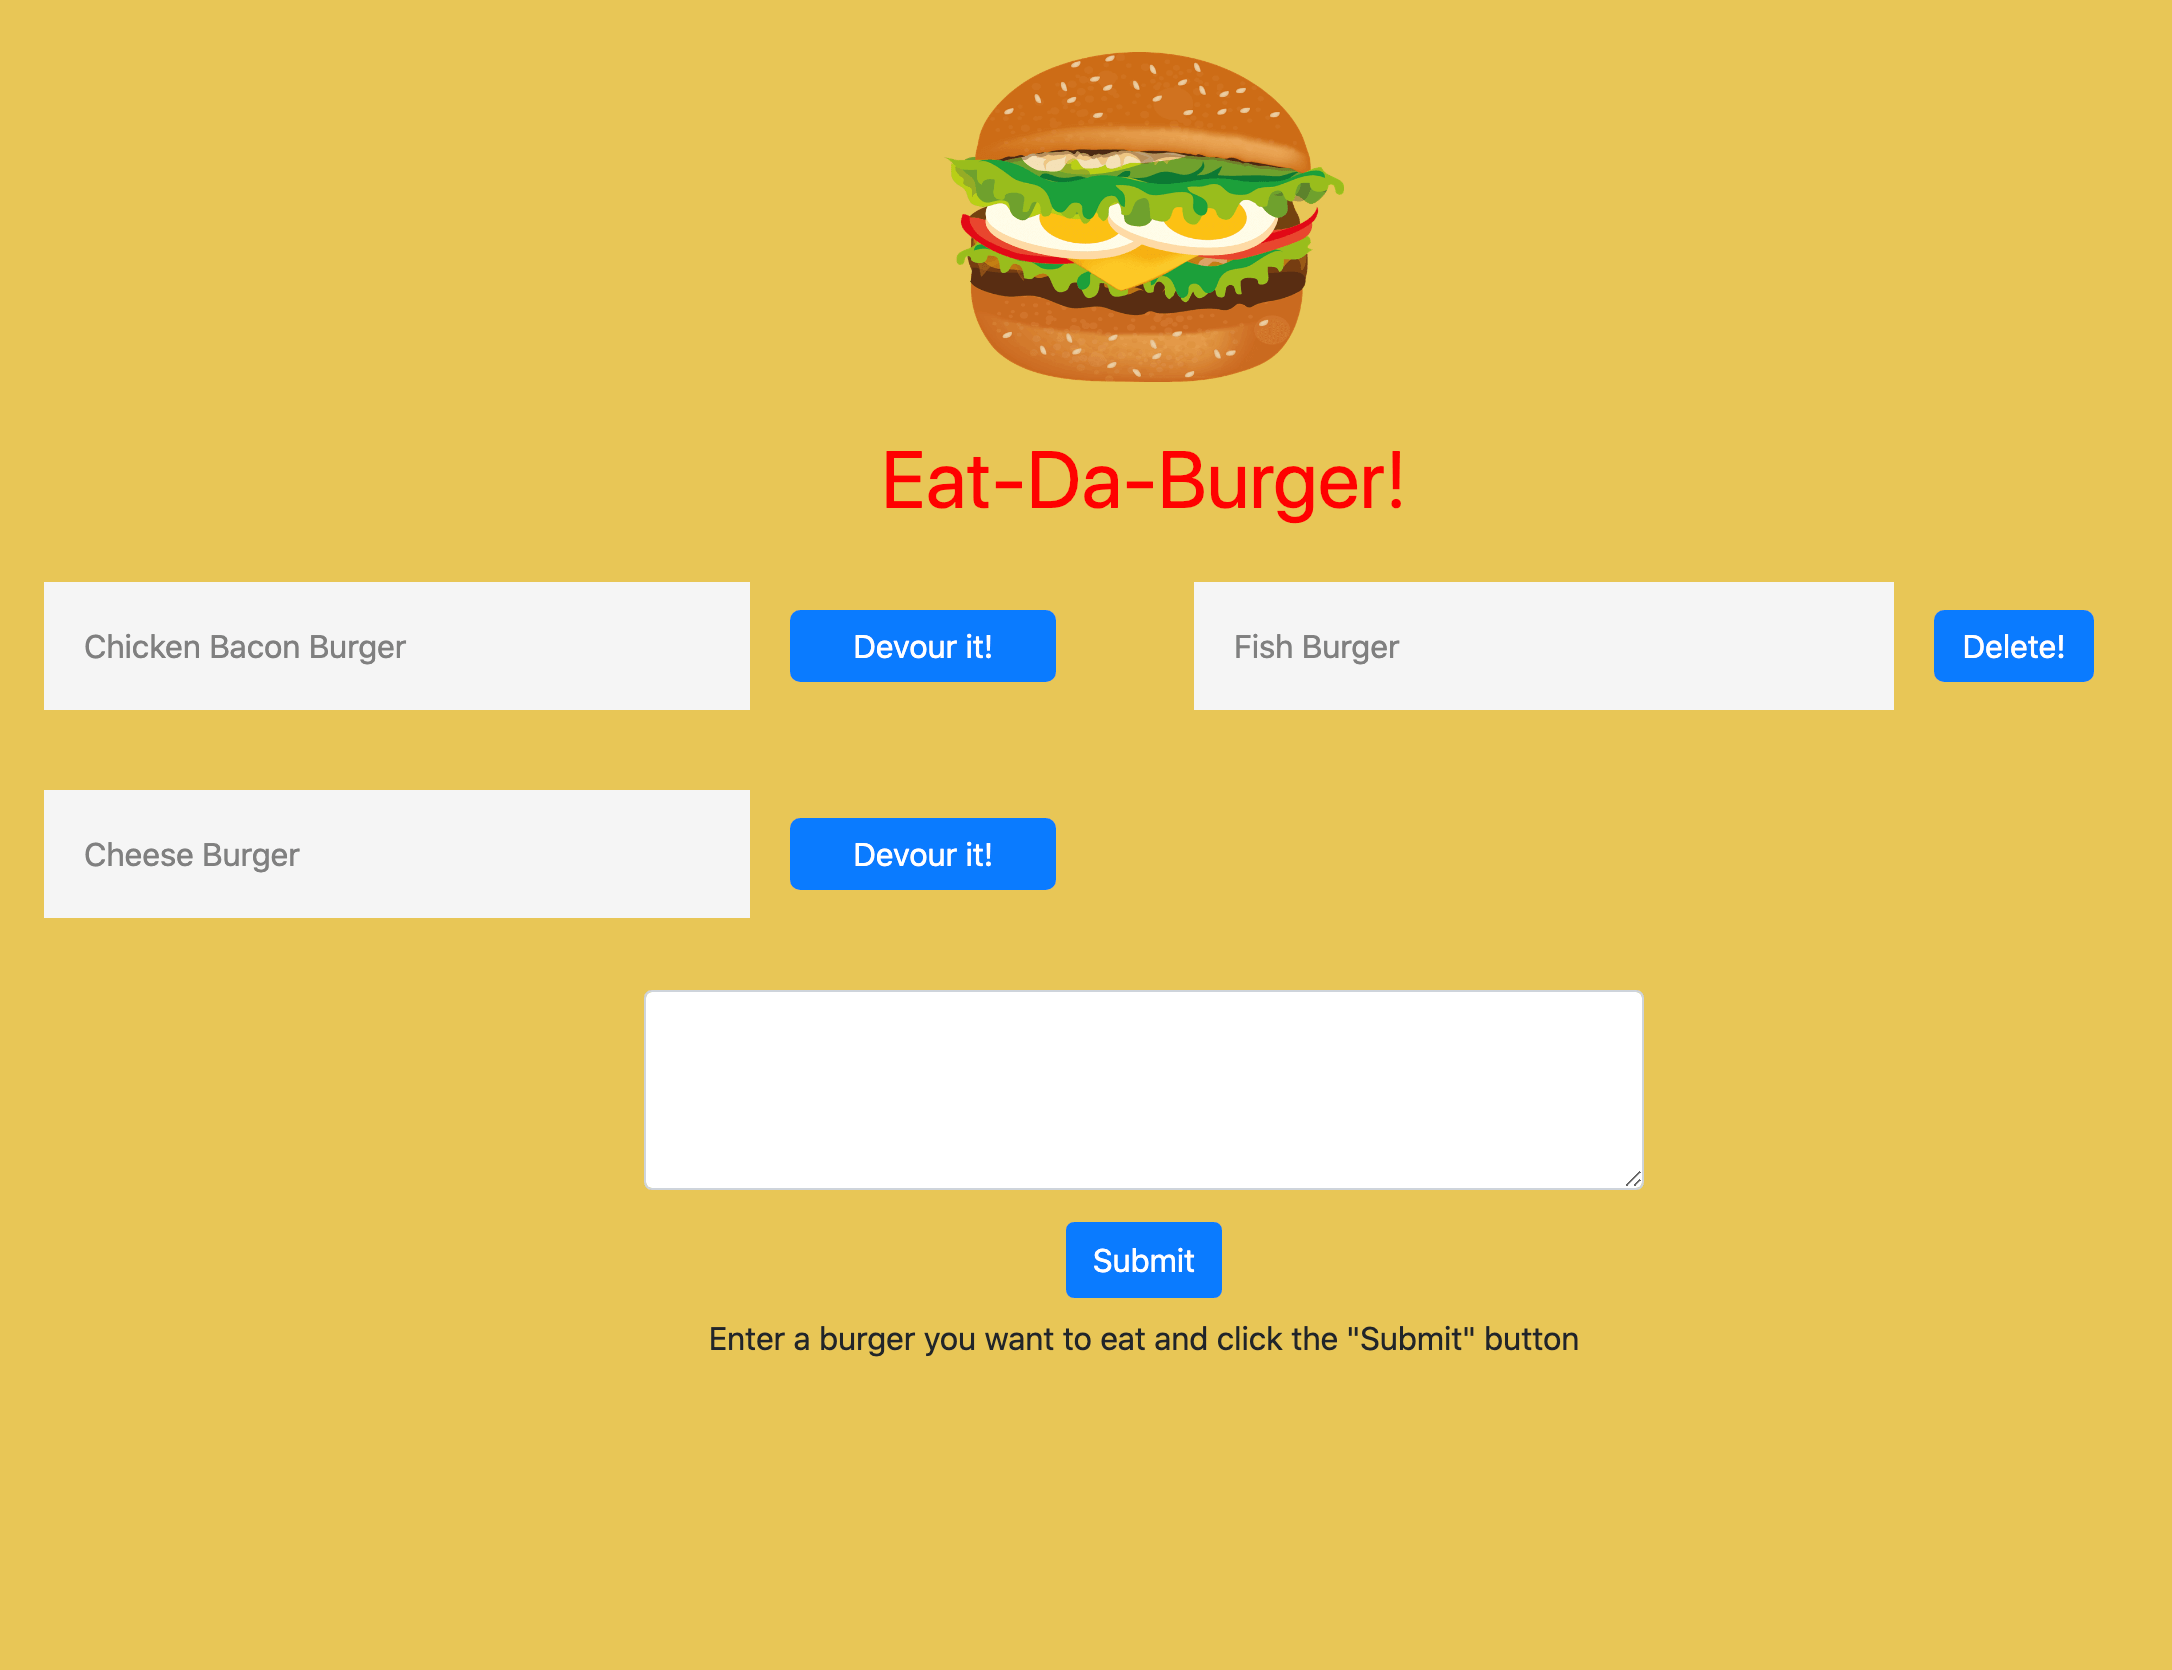 Eat-Da-Burger!
Chicken Bacon Burger
Devour it!
Fish Burger
Delete!
Cheese Burger
Devour it!
Submit
Enter a burger you want to eat and click the "Submit" button